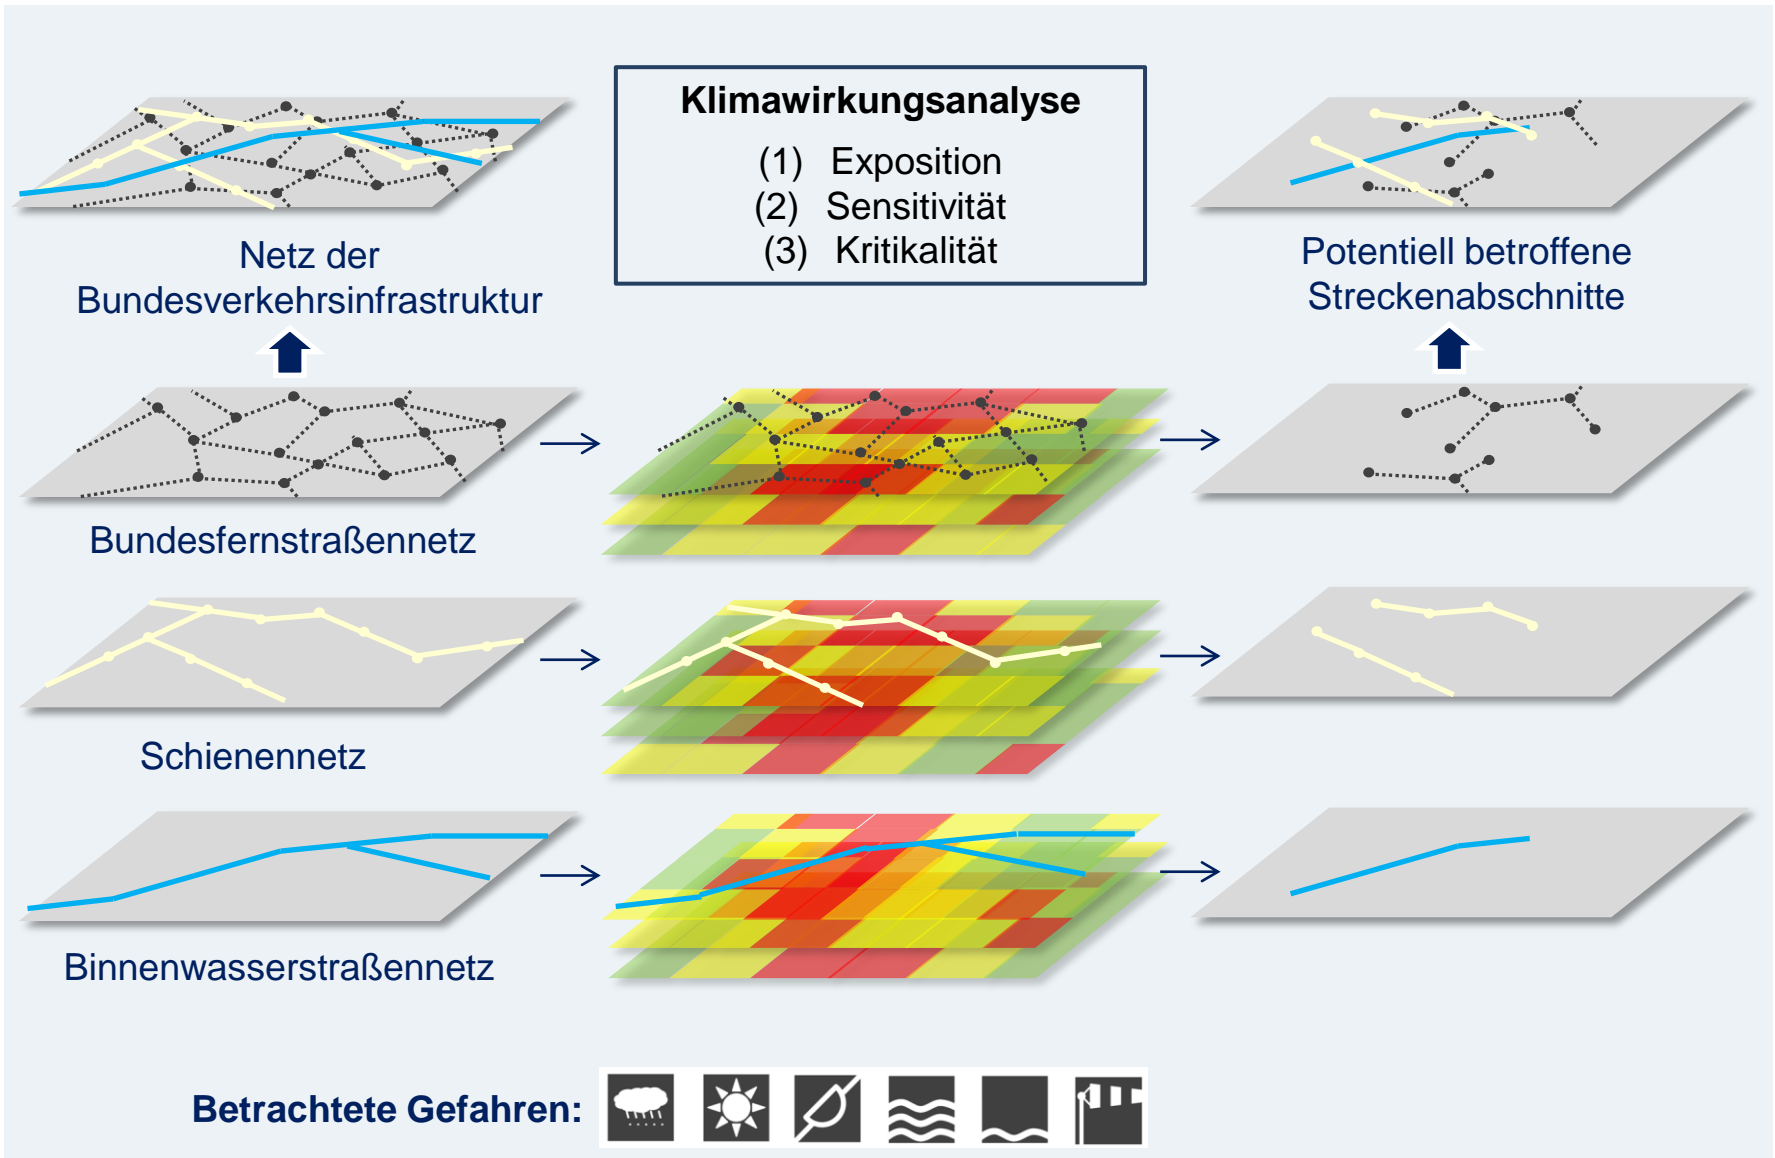 Klimawirkungsanalyse
(1) Exposition
(2) Sensitivität
(3) Kritikalität
Netz der
Bundesverkehrsinfrastruktur
Potentiell betroffene
Streckenabschnitte
Bundesfernstraßennetz
Schienennetz
Binnenwasserstraßennetz
Betrachtete Gefahren: